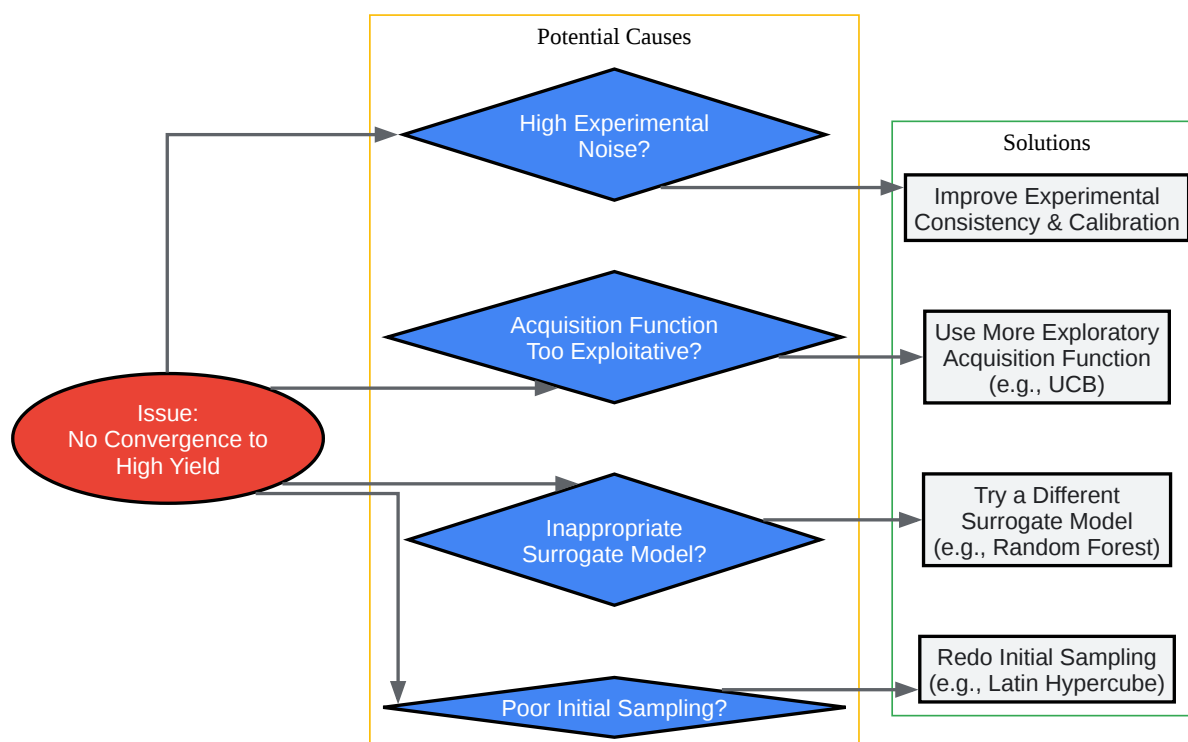 Potential Causes
High Experimental
Noise?
Solutions
Improve Experimental
Consistency & Calibration
Acquisition Function
Too Exploitative?
Use More Exploratory
Acquisition Function
(e.g., UCB)
Issue:
No Convergence to
High Yield
Inappropriate
Surrogate Model?
Try a Different
Surrogate Model
(e.g., Random Forest)
Poor Initial Sampling?
Redo Initial Sampling
(e.g., Latin Hypercube)